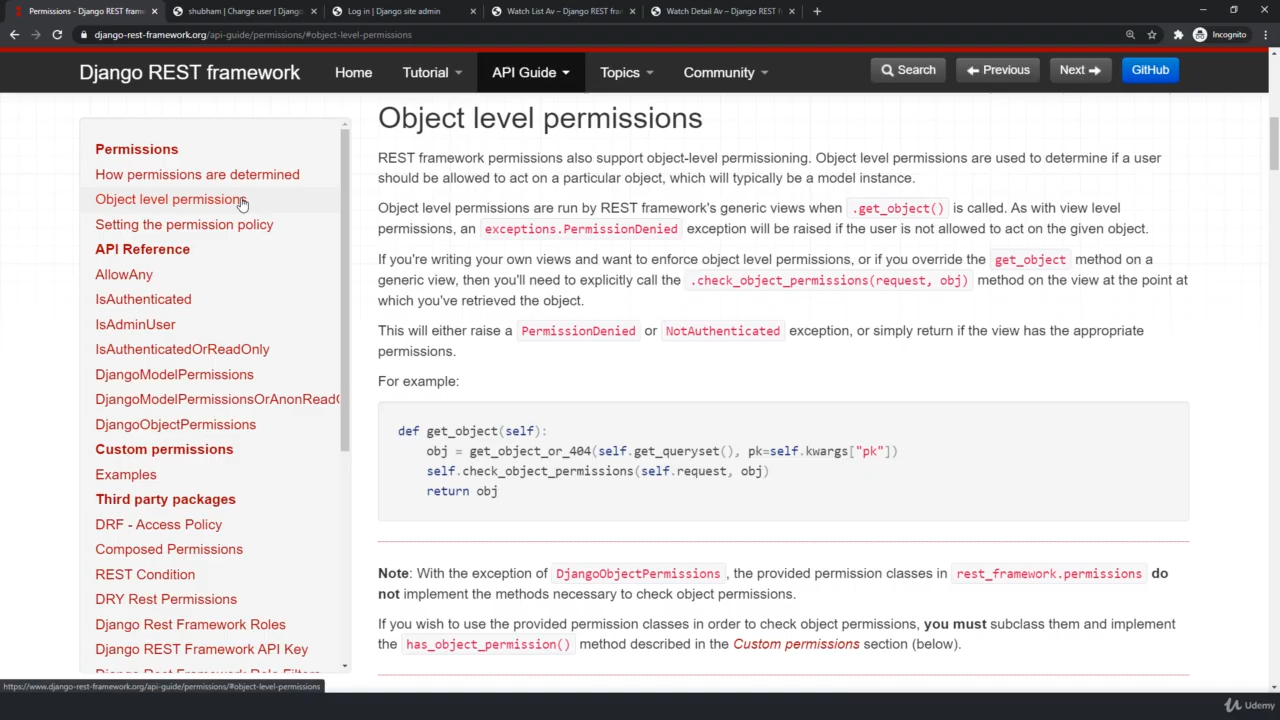 Permissions - Django REST framew
shubham | Change user | Djang
Log in | Django site admin
Watch List Av – Django REST fram
Watch Detail Av – Django REST f
django-rest-framework.org/api-guide/permissions/#object-level-permissions
Incognito
Django REST framework
Home
Tutorial
API Guide
Topics
Community
Search
Previous
Next
GitHub
Permissions
How permissions are determined
Object level permissions
Setting the permission policy
API Reference
AllowAny
IsAuthenticated
IsAdminUser
IsAuthenticatedOrReadOnly
DjangoModelPermissions
DjangoModelPermissionsOrAnonReadO
DjangoObjectPermissions
Custom permissions
Examples
Third party packages
DRF - Access Policy
Composed Permissions
REST Condition
DRY Rest Permissions
Django Rest Framework Roles
Django REST Framework API Key
Django Rest Framework Role Filters
Object level permissions
REST framework permissions also support object-level permissioning. Object level permissions are used to determine if a user
should be allowed to act on a particular object, which will typically be a model instance.
Object level permissions are run by REST framework's generic views when .get_object() is called. As with view level
permissions, an exceptions.PermissionDenied exception will be raised if the user is not allowed to act on the given object.
If you're writing your own views and want to enforce object level permissions, or if you override the get_object method on a
generic view, then you'll need to explicitly call the .check_object_permissions(request, obj) method on the view at the point at
which you've retrieved the object.
This will either raise a PermissionDenied or NotAuthenticated exception, or simply return if the view has the appropriate
permissions.
For example:
def get_object(self):
obj = get_object_or_404(self.get_queryset(), pk=self.kwargs["pk"])
self.check_object_permissions(self.request, obj)
return obj
Note: With the exception of DjangoObjectPermissions, the provided permission classes in rest_framework.permissions do
not implement the methods necessary to check object permissions.
If you wish to use the provided permission classes in order to check object permissions, you must subclass them and implement
the has_object_permission() method described in the Custom permissions section (below).
https://www.django-rest-framework.org/api-guide/permissions/#object-level-permissions
Udemy